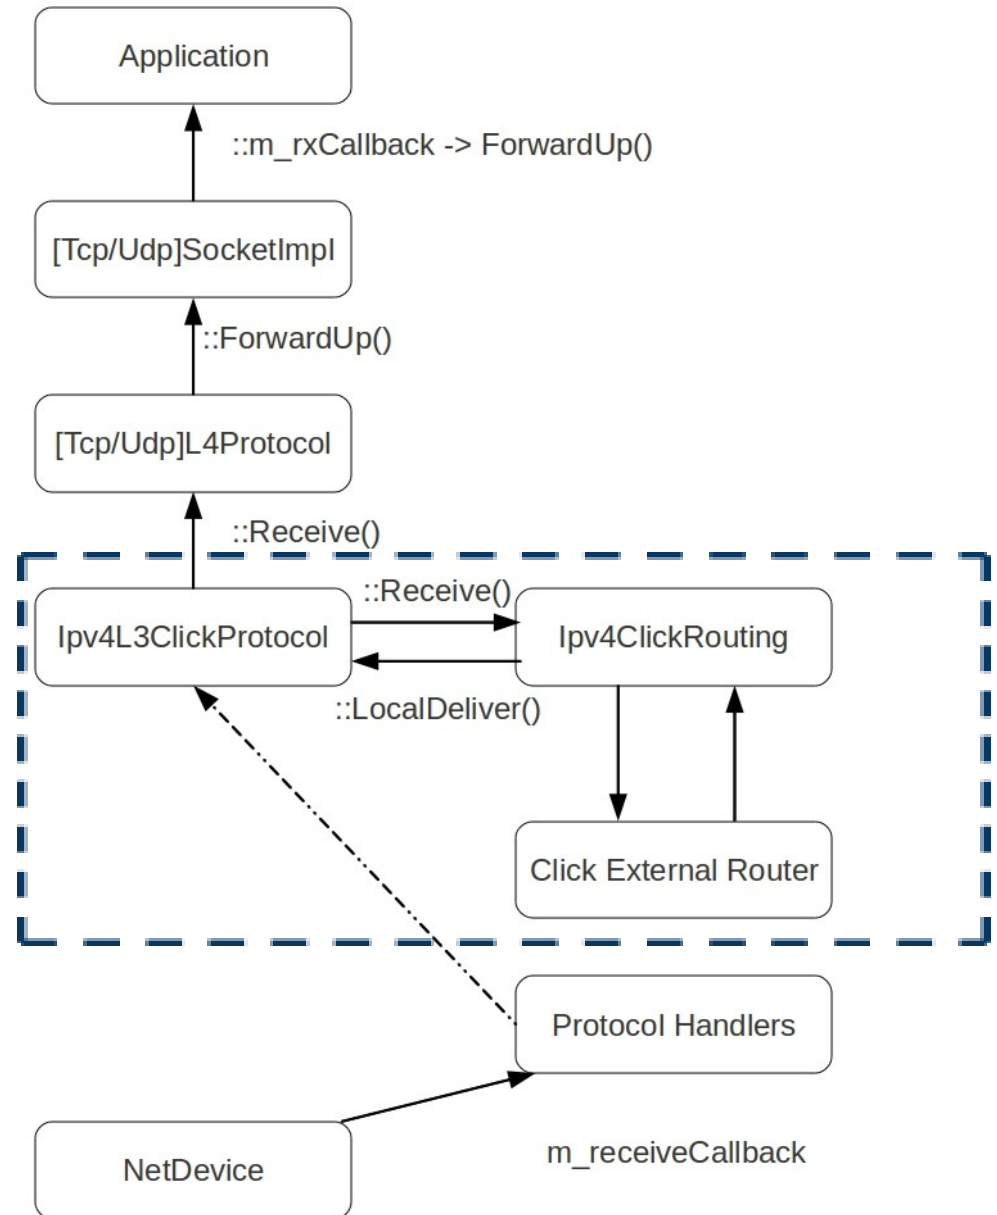 Application
::m_rxCallback -> ForwardUp()
[Tcp/Udp]SocketImpl
::ForwardUp()
[Tcp/Udp]L4Protocol
::Receive()
::Receive()
Ipv4L3ClickProtocol
Ipv4ClickRouting
::LocalDeliver()
Click External Router
Protocol Handlers
m_receiveCallback
NetDevice